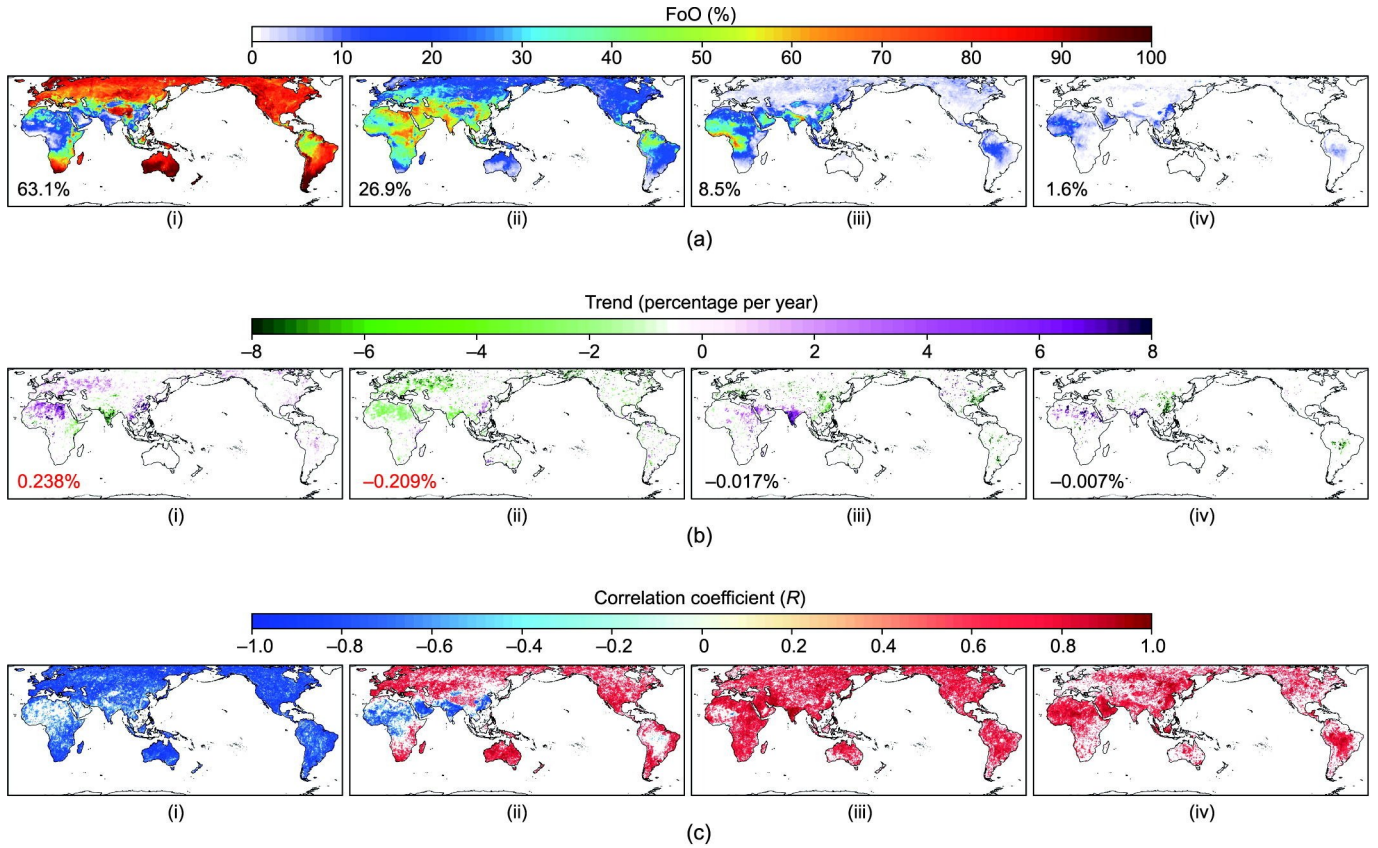 FoO (%)
0 10 20 30 40 50 60 70 80 90 100
63.1% 26.9% 8.5% 1.6%
(i) (ii) (iii) (iv)
(a)
Trend (percentage per year)
–8 –6 –4 –2 0 2 4 6 8
0.238% –0.209% –0.017% –0.007%
(i) (ii) (iii) (iv)
(b)
Correlation coefficient (R)
–1.0 –0.8 –0.6 –0.4 –0.2 0 0.2 0.4 0.6 0.8 1.0
(i) (ii) (iii) (iv)
(c)